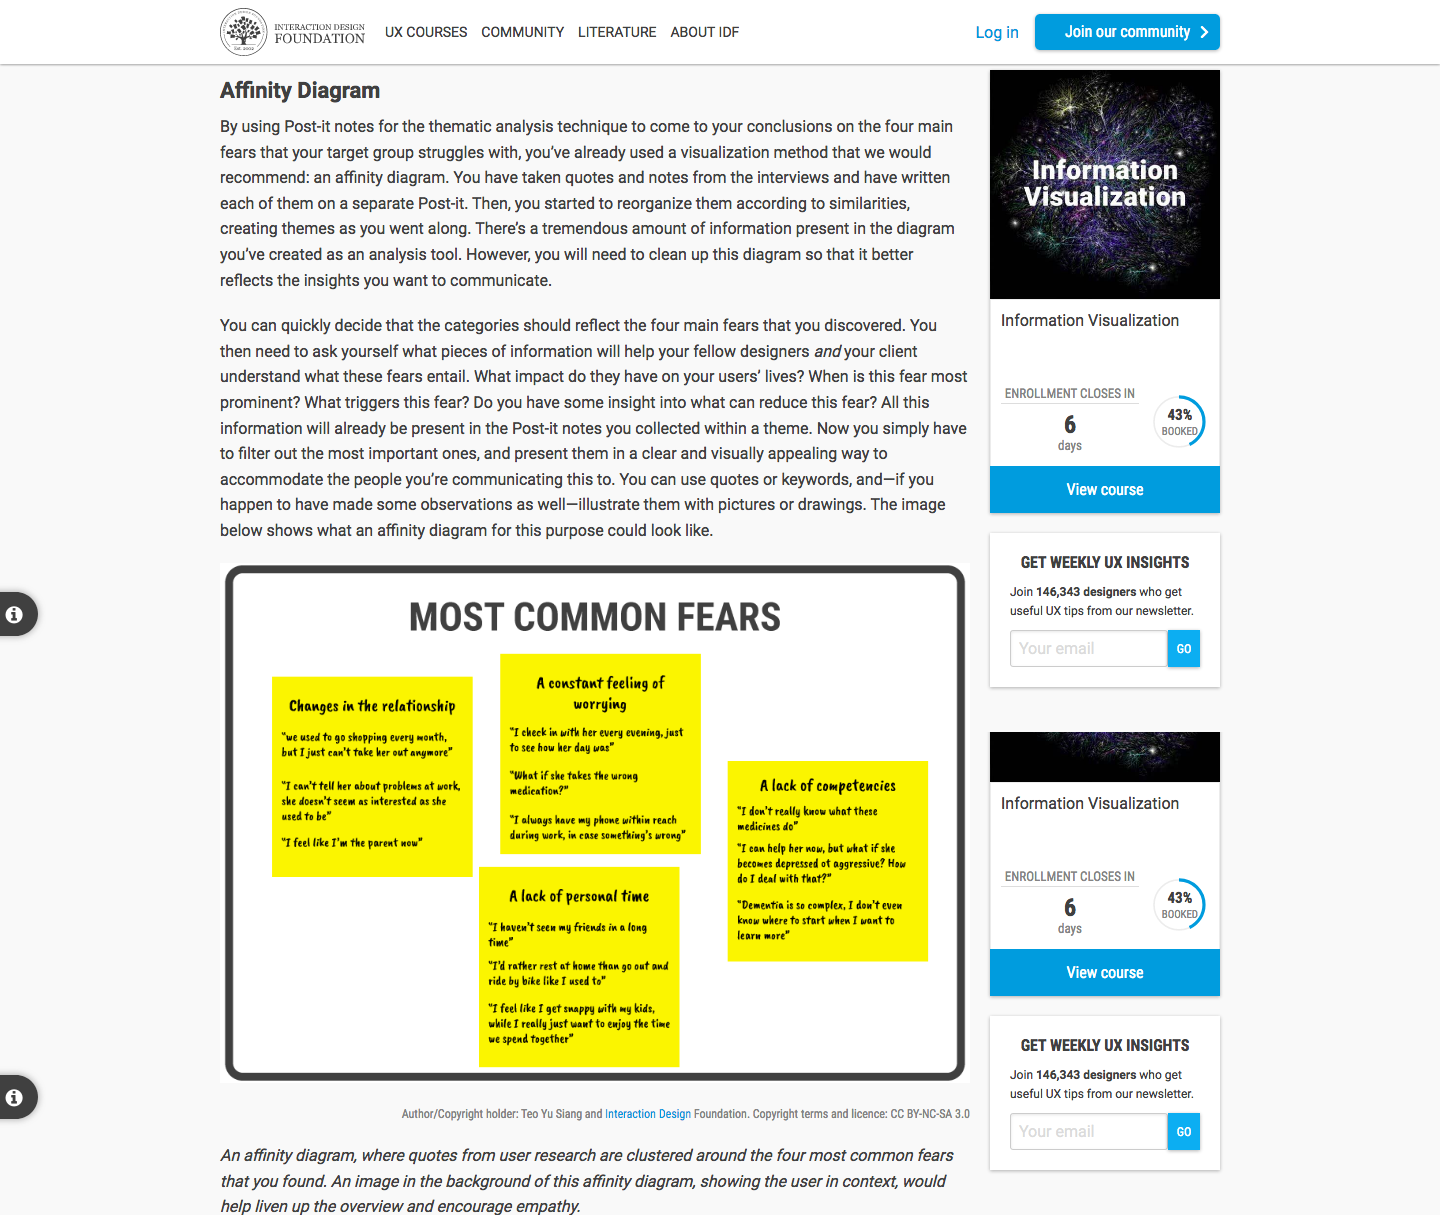 INTERACTION DESIGN
FOUNDATION
Est. 2002
UX COURSES COMMUNITY LITERATURE ABOUT IDF
Log in
Join our community
Affinity Diagram
By using Post-it notes for the thematic analysis technique to come to your conclusions on the four main
fears that your target group struggles with, you’ve already used a visualization method that we would
recommend: an affinity diagram. You have taken quotes and notes from the interviews and have written
each of them on a separate Post-it. Then, you started to reorganize them according to similarities,
creating themes as you went along. There’s a tremendous amount of information present in the diagram
you’ve created as an analysis tool. However, you will need to clean up this diagram so that it better
reflects the insights you want to communicate.
You can quickly decide that the categories should reflect the four main fears that you discovered. You
then need to ask yourself what pieces of information will help your fellow designers and your client
understand what these fears entail. What impact do they have on your users’ lives? When is this fear most
prominent? What triggers this fear? Do you have some insight into what can reduce this fear? All this
information will already be present in the Post-it notes you collected within a theme. Now you simply have
to filter out the most important ones, and present them in a clear and visually appealing way to
accommodate the people you’re communicating this to. You can use quotes or keywords, and—if you
happen to have made some observations as well—illustrate them with pictures or drawings. The image
below shows what an affinity diagram for this purpose could look like.
MOST COMMON FEARS
Changes in the relationship
"we used to go shopping every month,
but I just can't take her out anymore"
"I can't tell her about problems at work,
she doesn't seem as interested as she
used to be"
"I feel like I'm the parent now"
A constant feeling of
worrying
"I check in with her every evening, just
to see how her day was"
"What if she takes the wrong
medication?"
"I always have my phone within reach
during work, in case something's wrong"
A lack of competencies
"I don't really know what these
medicines do"
"I can help her now, but what if she
becomes depressed ot aggressive? How
do I deal with that?"
"Dementia is so complex, I don't even
know where to start when I want to
learn more"
A lack of personal time
"I haven't seen my friends in a long
time"
"I'd rather rest at home than go out and
ride by bike like I used to"
"I feel like I get snappy with my kids,
while I really just want to enjoy the time
we spend together"
Author/Copyright holder: Teo Yu Siang and Interaction Design Foundation. Copyright terms and licence: CC BY-NC-SA 3.0
An affinity diagram, where quotes from user research are clustered around the four most common fears
that you found. An image in the background of this affinity diagram, showing the user in context, would
help liven up the overview and encourage empathy.
Information
Visualization
Information Visualization
ENROLLMENT CLOSES IN
6
days
43%
BOOKED
View course
GET WEEKLY UX INSIGHTS
Join 146,343 designers who get
useful UX tips from our newsletter.
Your email
GO
Information Visualization
ENROLLMENT CLOSES IN
6
days
43%
BOOKED
View course
GET WEEKLY UX INSIGHTS
Join 146,343 designers who get
useful UX tips from our newsletter.
Your email
GO